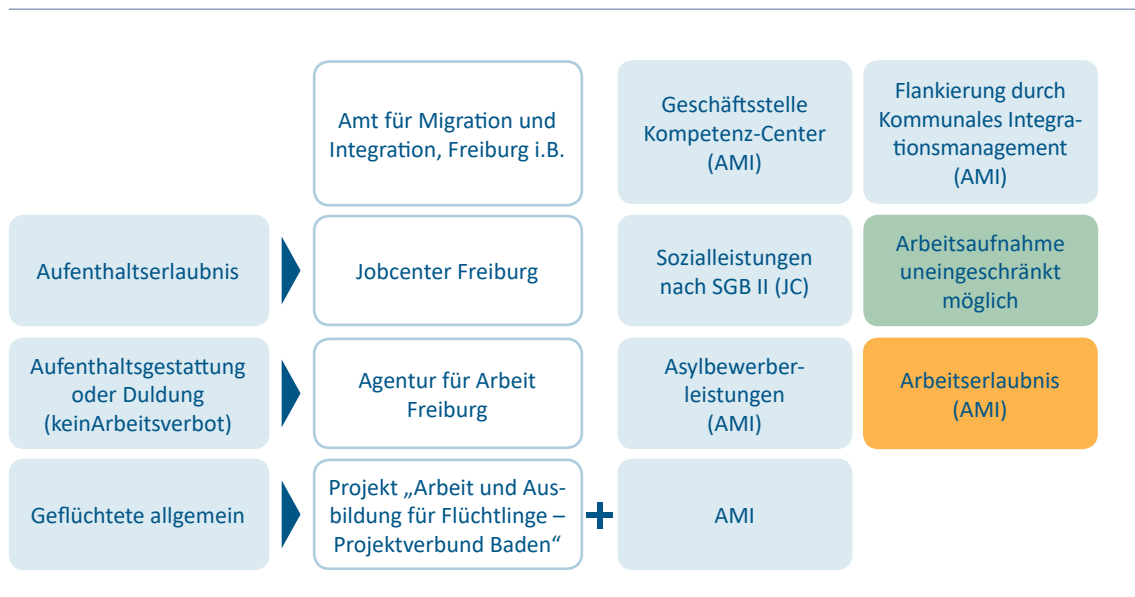 Amt für Migration und
Integration, Freiburg i.B.
Geschäftsstelle
Kompetenz-Center
(AMI)
Flankierung durch
Kommunales Integra-
tionsmanagement
(AMI)
Aufenthaltserlaubnis
Jobcenter Freiburg
Sozialleistungen
nach SGB II (JC)
Arbeitsaufnahme
uneingeschränkt
möglich
Aufenthaltsgestattung
oder Duldung
(keinArbeitsverbot)
Agentur für Arbeit
Freiburg
Asylbewerber-
leistungen
(AMI)
Arbeitserlaubnis
(AMI)
Geflüchtete allgemein
Projekt „Arbeit und Aus-
bildung für Flüchtlinge –
Projektverbund Baden“
+
AMI